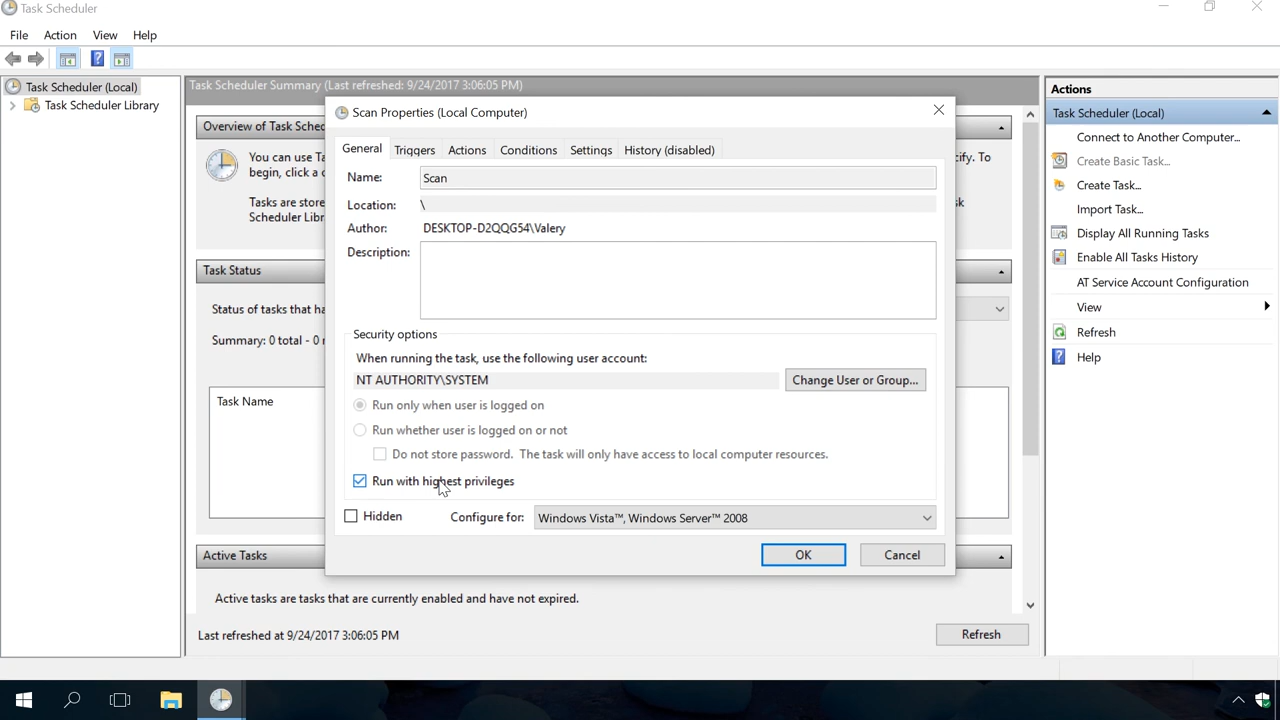 Task Scheduler
File Action View Help
Task Scheduler (Local)
Task Scheduler Library
Task Scheduler Summary (Last refreshed: 9/24/2017 3:06:05 PM)
Overview of Task Sched
You can use Ta
begin, click a c
Tasks are store
Scheduler Libr
cify. To
sk
Task Status
Status of tasks that ha
Summary: 0 total - 0 r
Task Name
Active Tasks
Active tasks are tasks that are currently enabled and have not expired.
Last refreshed at 9/24/2017 3:06:05 PM
Refresh
Scan Properties (Local Computer)
General Triggers Actions Conditions Settings History (disabled)
Name: Scan
Location: \
Author: DESKTOP-D2QQG54\Valery
Description:
Security options
When running the task, use the following user account:
NT AUTHORITY\SYSTEM
Change User or Group...
Run only when user is logged on
Run whether user is logged on or not
Do not store password. The task will only have access to local computer resources.
Run with highest privileges
Hidden Configure for: Windows Vista™, Windows Server™ 2008
OK Cancel
Actions
Task Scheduler (Local)
Connect to Another Computer...
Create Basic Task...
Create Task...
Import Task...
Display All Running Tasks
Enable All Tasks History
AT Service Account Configuration
View
Refresh
Help